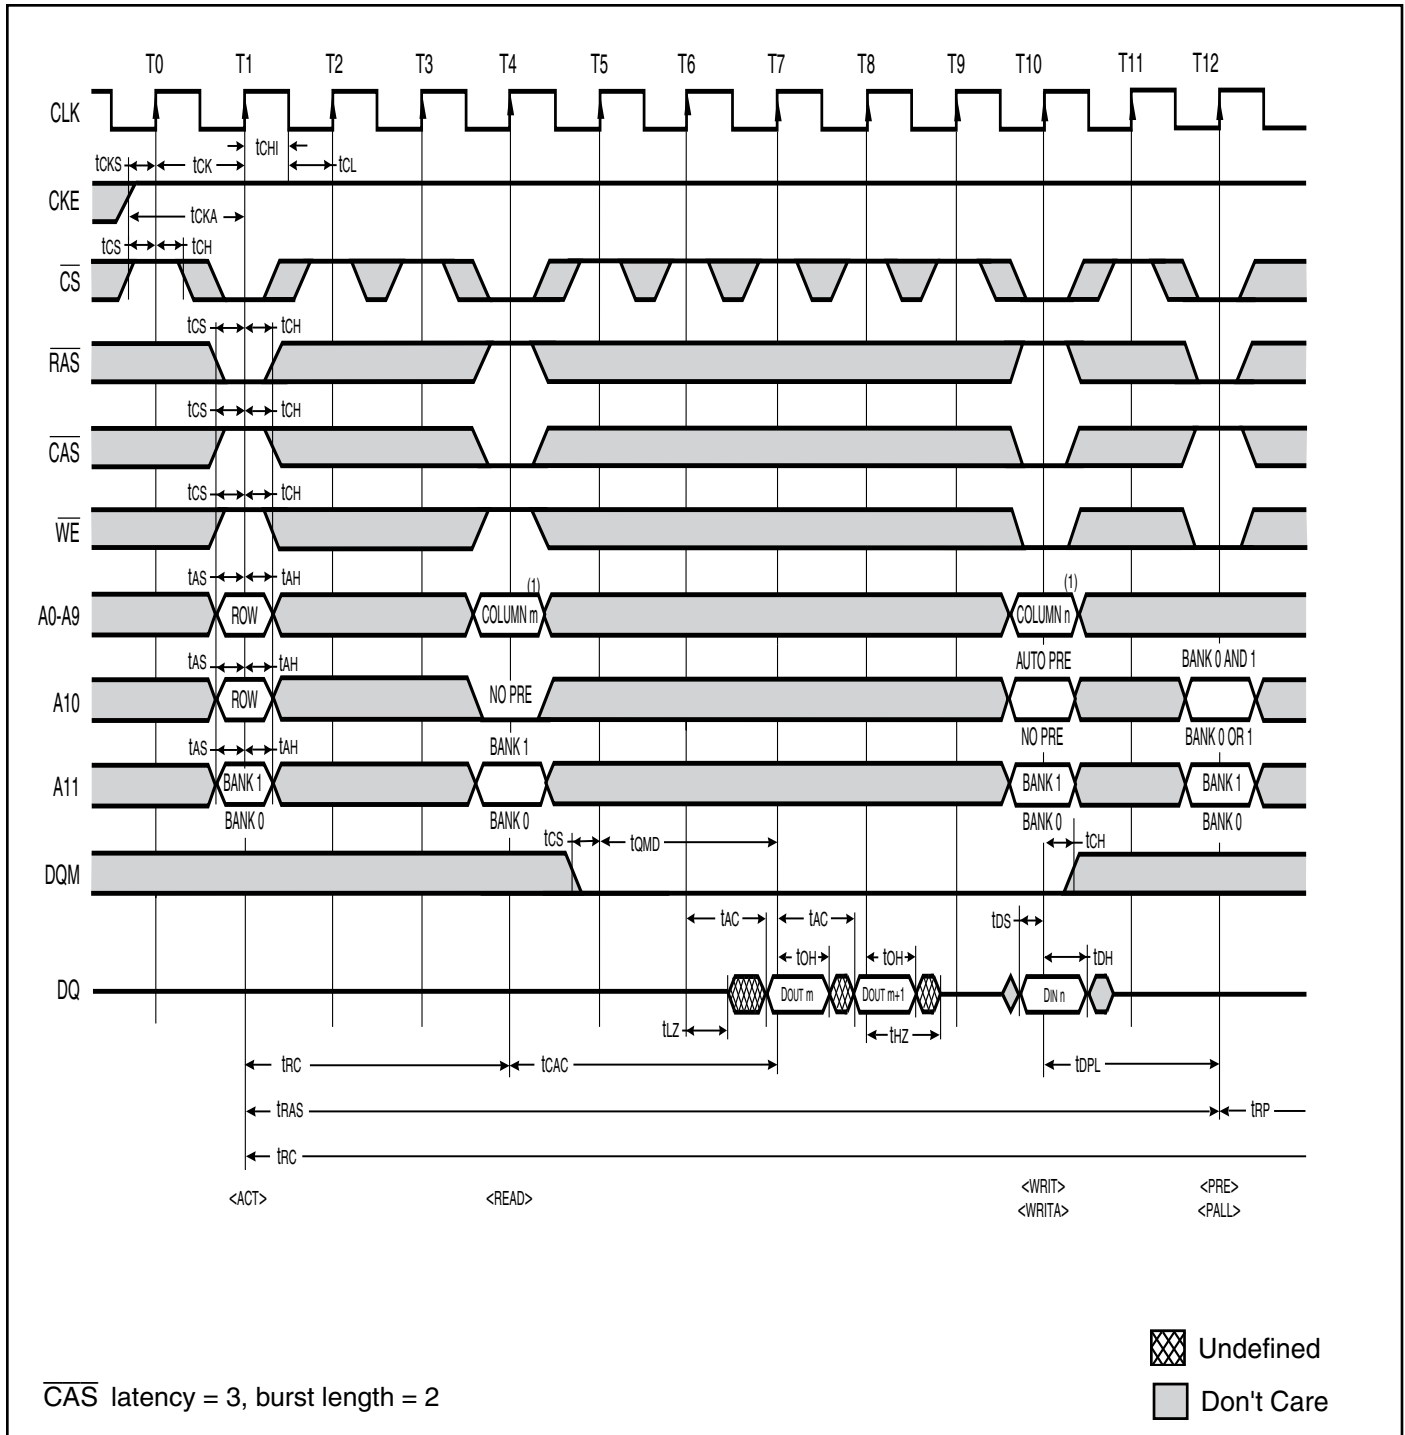 T0 T1 T2 T3 T4 T5 T6 T7 T8 T9 T10 T11 T12
CLK
tCHI
tCKS tCK tCL
CKE
tCKA
tCS tCH
CS
tCS tCH
RAS
tCS tCH
CAS
tCS tCH
WE
tAS tAH
(1) (1)
A0-A9 ROW COLUMN m COLUMN n
tAS tAH AUTO PRE BANK 0 AND 1
A10 ROW NO PRE
NO PRE BANK 0 OR 1
tAS tAH BANK 1
A11 BANK 1 BANK 1 BANK 1
BANK 0 BANK 0 BANK 0 BANK 0
tCS tQMD tCH
DQM
tAC tAC tDS
tOH tOH tDH
DQ DOUT m DOUT m+1 DIN n
tLZ tHZ
tRC tCAC tDPL
tRAS tRP
tRC
<ACT> <READ> <WRIT> <PRE>
<WRITA> <PALL>
Undefined
CAS latency = 3, burst length = 2
Don't Care